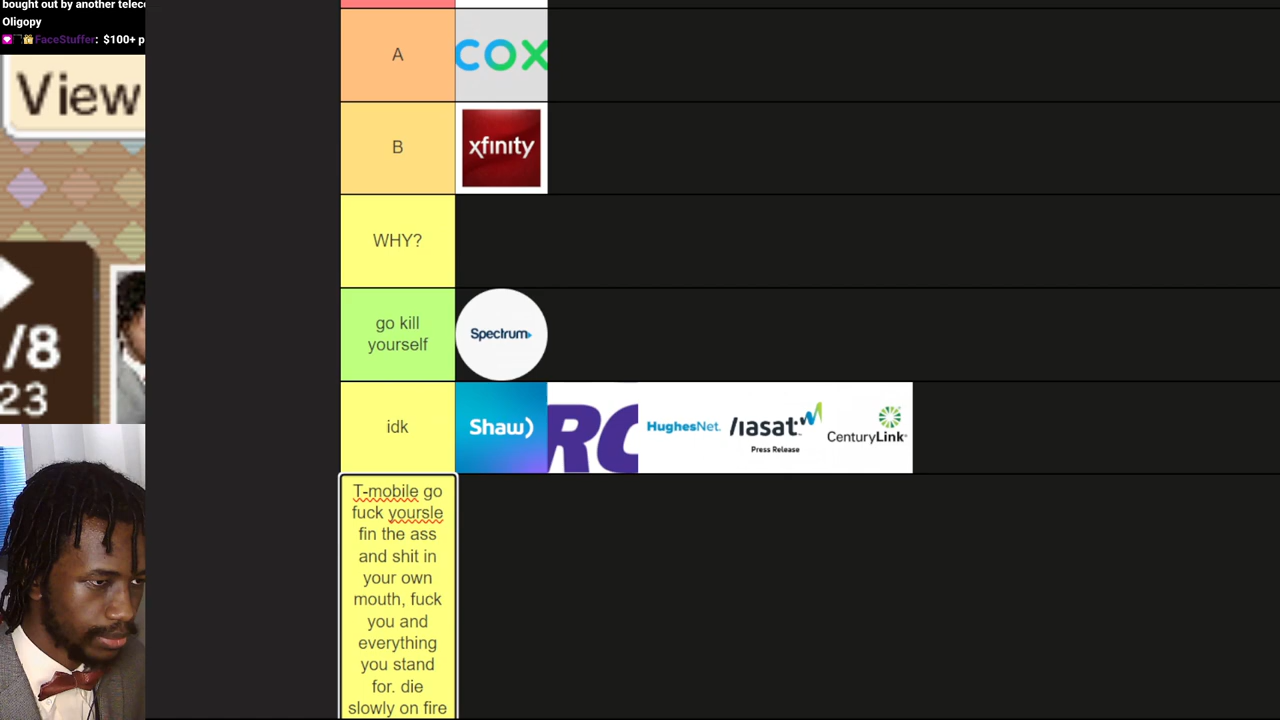 bought out by another telec
Oligopy
FaceStuffer: $100+ p
View
/8
23
A
COX
B
xfinity
WHY?
go kill
yourself
Spectrum
idk
Shaw)
RC
HughesNet.
viasat
Press Release
CenturyLink
T-mobile go
fuck yoursle
fin the ass
and shit in
your own
mouth, fuck
you and
everything
you stand
for. die
slowly on fire